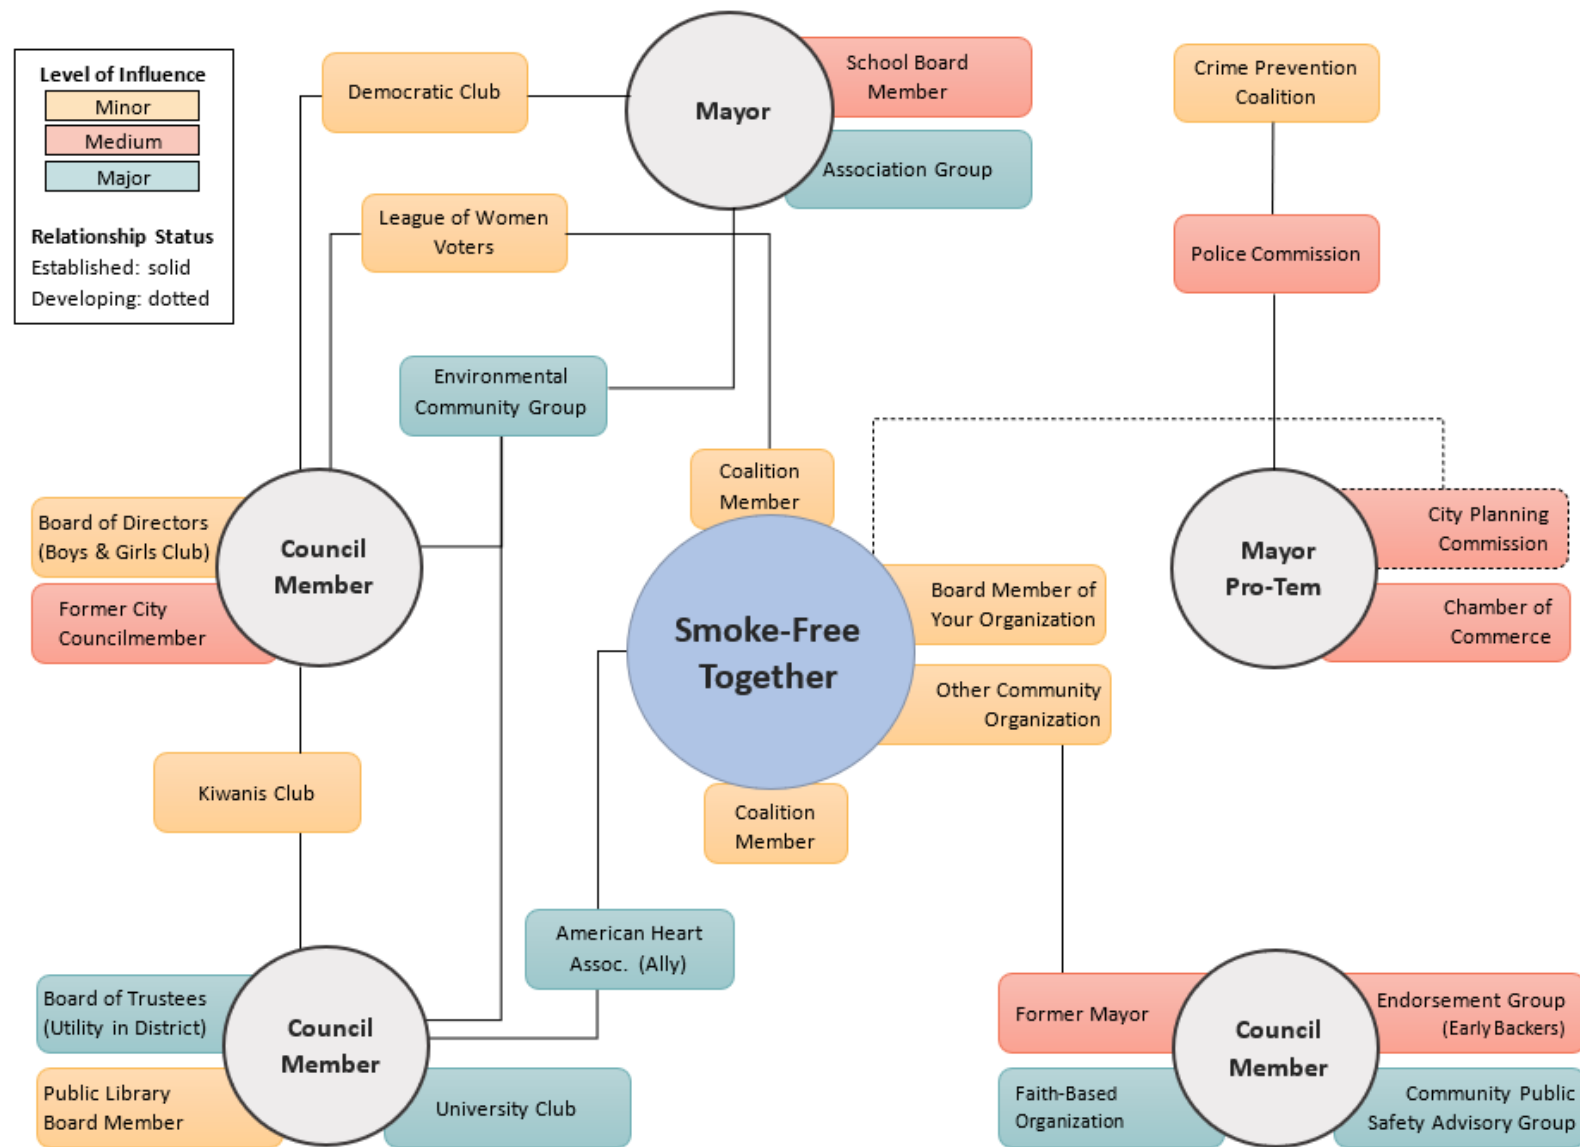 Level of Influence
Minor
Medium
Major
Relationship Status
Established: solid
Developing: dotted
Democratic Club
Mayor
School Board
Member
Association Group
Crime Prevention
Coalition
League of Women
Voters
Police Commission
Environmental
Community Group
Coalition
Member
Board of Directors
(Boys & Girls Club)
Former City
Councilmember
Council
Member
Smoke-Free
Together
Board Member of
Your Organization
Other Community
Organization
Mayor
Pro-Tem
City Planning
Commission
Chamber of
Commerce
Kiwanis Club
Coalition
Member
American Heart
Assoc. (Ally)
Board of Trustees
(Utility in District)
Public Library
Board Member
Council
Member
University Club
Former Mayor
Faith-Based
Organization
Council
Member
Endorsement Group
(Early Backers)
Community Public
Safety Advisory Group